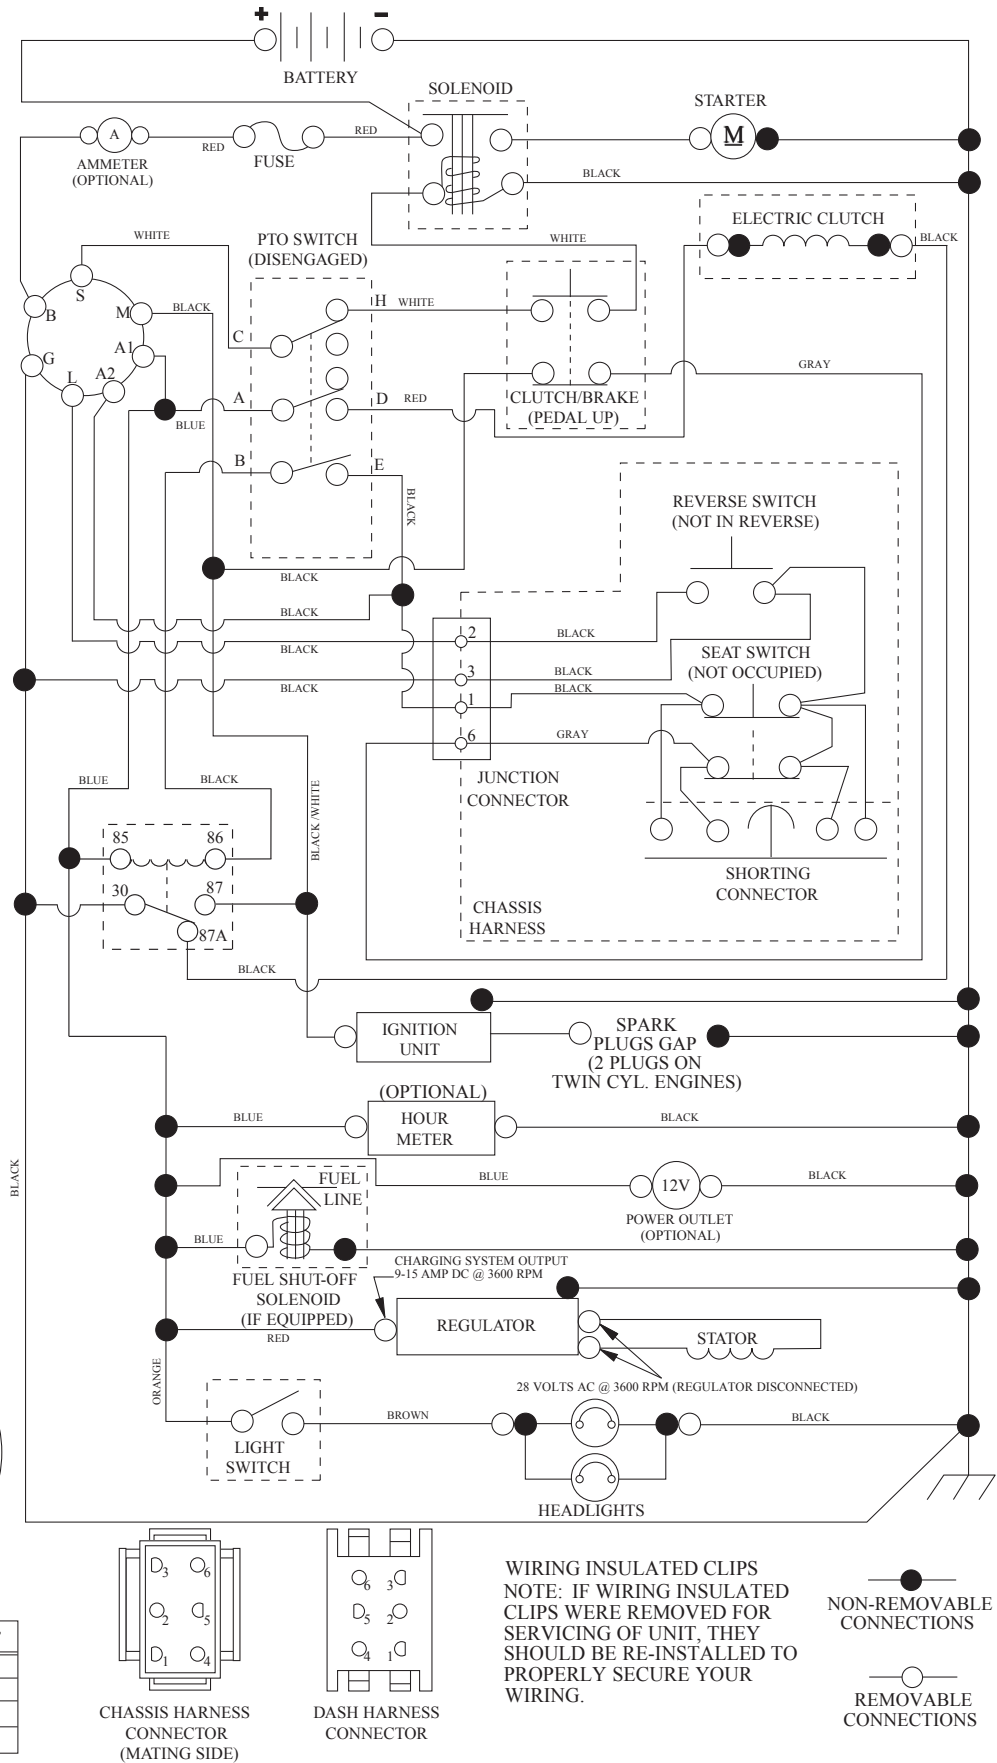 + -
BATTERY
SOLENOID
STARTER
A
RED
FUSE
RED
M
AMMETER
(OPTIONAL)
BLACK
ELECTRIC CLUTCH
WHITE
PTO SWITCH
(DISENGAGED)
WHITE
BLACK
S
B
M
BLACK
H
WHITE
C
G
A1
L
A2
GRAY
CLUTCH/BRAKE
(PEDAL UP)
A
D
RED
BLUE
B
E
BLACK
REVERSE SWITCH
(NOT IN REVERSE)
BLACK
BLACK
2
BLACK
BLACK
SEAT SWITCH
(NOT OCCUPIED)
3
BLACK
BLACK
BLACK
1
6
GRAY
BLUE
BLACK
JUNCTION
CONNECTOR
BLACK /WHITE
85
86
30
87
87A
SHORTING
CONNECTOR
CHASSIS
HARNESS
BLACK
IGNITION
UNIT
SPARK
PLUGS GAP
(2 PLUGS ON
TWIN CYL. ENGINES)
(OPTIONAL)
HOUR
METER
BLUE
BLACK
BLACK
FUEL
LINE
BLUE
12V
BLACK
POWER OUTLET
(OPTIONAL)
BLUE
FUEL SHUT-OFF
SOLENOID
(IF EQUIPPED)
CHARGING SYSTEM OUTPUT
9-15 AMP DC @ 3600 RPM
RED
REGULATOR
STATOR
28 VOLTS AC @ 3600 RPM (REGULATOR DISCONNECTED)
ORANGE
LIGHT
SWITCH
BROWN
BLACK
HEADLIGHTS
3 6
2 5
1 4
CHASSIS HARNESS
CONNECTOR
(MATING SIDE)
6 3
5 2
4 1
DASH HARNESS
CONNECTOR
WIRING INSULATED CLIPS
NOTE: IF WIRING INSULATED
CLIPS WERE REMOVED FOR
SERVICING OF UNIT, THEY
SHOULD BE RE-INSTALLED TO
PROPERLY SECURE YOUR
WIRING.
NON-REMOVABLE
CONNECTIONS
REMOVABLE
CONNECTIONS